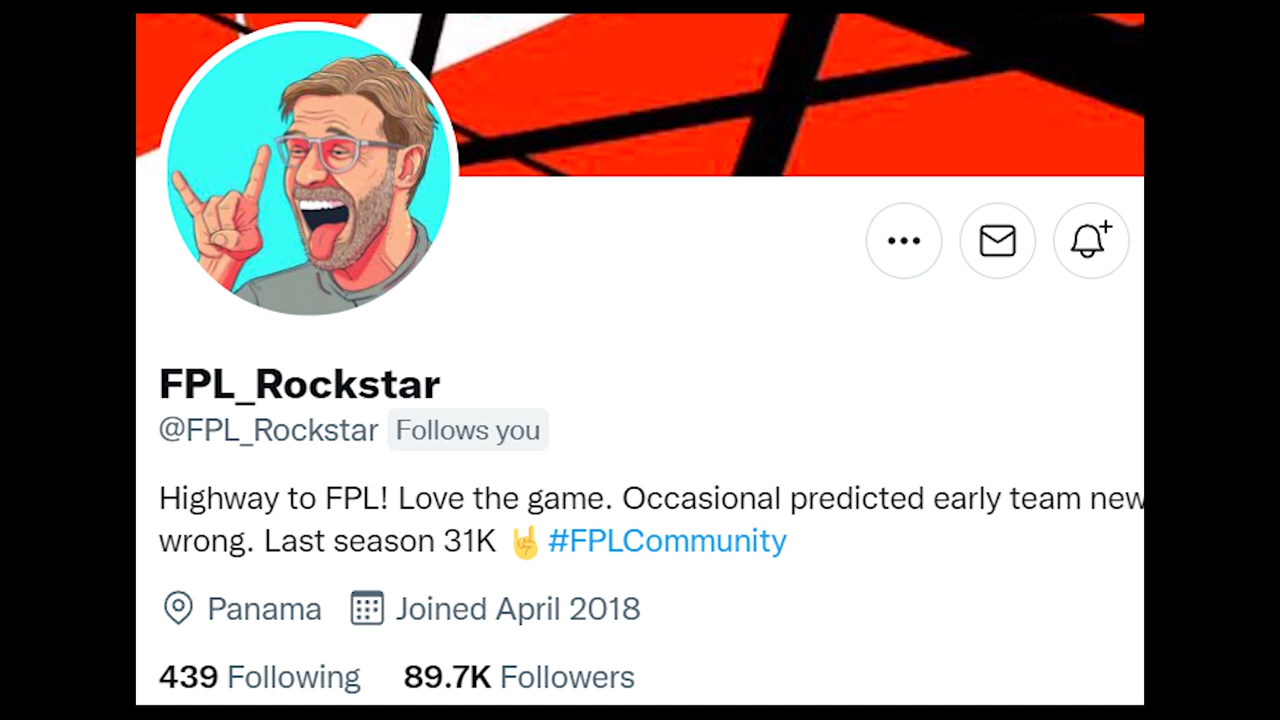 FPL_Rockstar
@FPL_Rockstar Follows you
Highway to FPL! Love the game. Occasional predicted early team new
wrong. Last season 31K 🤘 #FPLCommunity
Panama Joined April 2018
439 Following 89.7K Followers